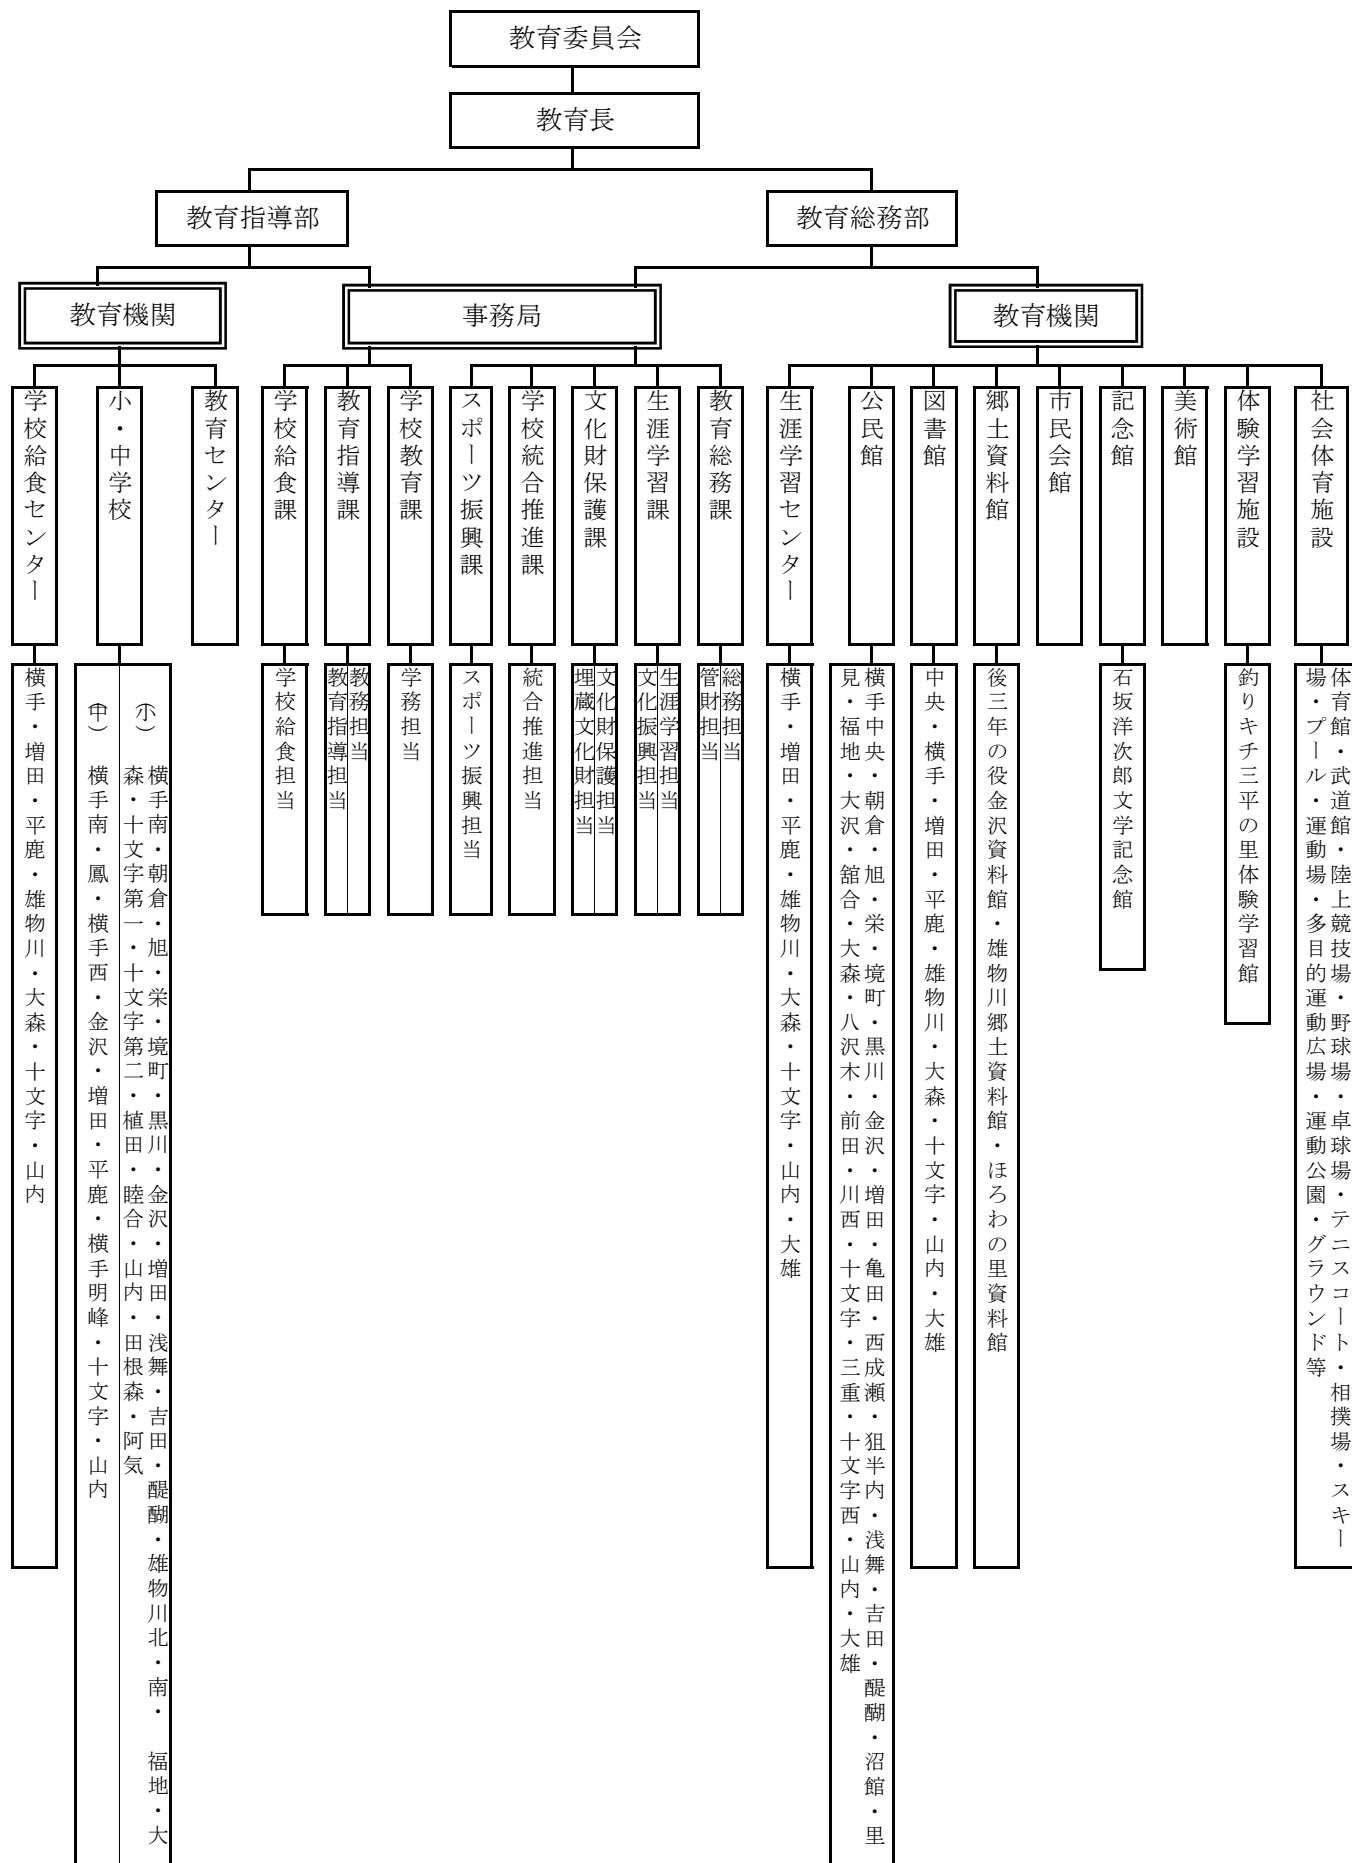 教育委員会
教育長
教育指導部
教育総務部
教育機関
事務局
教育機関
学校給食センター
小・中学校
教育センター
学校給食課
教育指導課
学校教育課
スポーツ振興課
学校統合推進課
文化財保護課
生涯学習課
教育総務課
生涯学習センター
公民館
図書館
郷土資料館
市民会館
記念館
美術館
体験学習施設
社会体育施設
横手・増田・平鹿・雄物川・大森・十文字・山内
(小)
横手南・朝倉・旭・栄・境町・黒川・金沢・増田・浅舞・吉田・醍醐・雄物川北・南・ 福地・大
森・十文字第一・十文字第二・植田・睦合・山内・田根森・阿気
(中) 横手南・鳳・横手西・金沢・増田・平鹿・横手明峰・十文字・山内
学校給食担当
教務担当
教育指導担当
学務担当
スポーツ振興担当
統合推進担当
文化財保護担当
埋蔵文化財担当
生涯学習担当
文化振興担当
総務担当
管財担当
横手・増田・平鹿・雄物川・大森・十文字・山内・大雄
横手中央・朝倉・旭・栄・境町・黒川・金沢・増田・亀田・西成瀬・狙半内・浅舞・吉田・醍醐・沼館・里
見・福地・大沢・舘合・大森・八沢木・前田・川西・十文字・三重・十文字西・山内・大雄
中央・横手・増田・平鹿・雄物川・大森・十文字・山内・大雄
後三年の役金沢資料館・雄物川郷土資料館・ほろわの里資料館
石坂洋次郎文学記念館
釣りキチ三平の里体験学習館
体育館・武道館・陸上競技場・野球場・卓球場・テニスコート・相撲場・スキー
場・プール・運動場・多目的運動広場・運動公園・グラウンド等